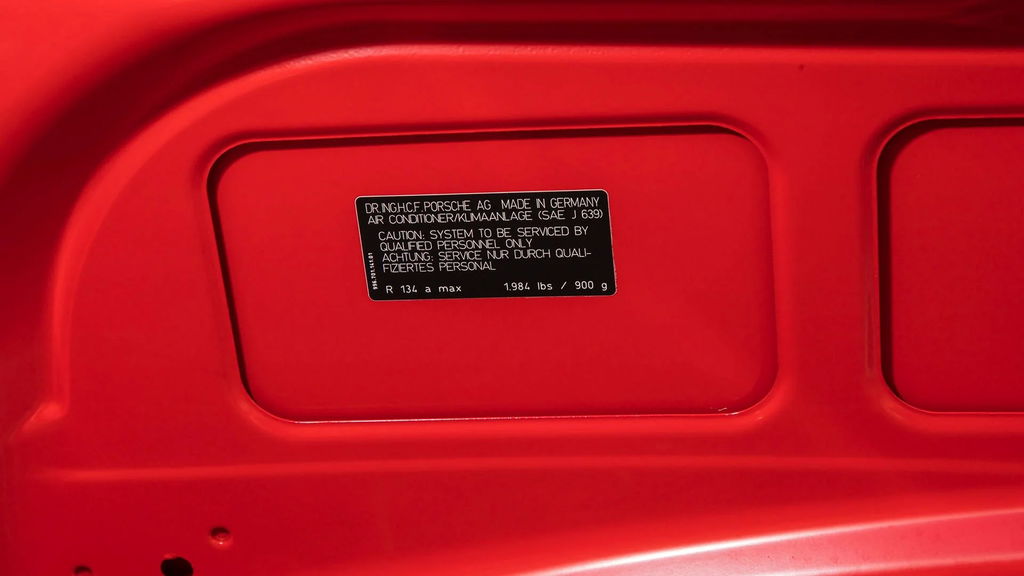 DR.ING.H.C.F. PORSCHE AG MADE IN GERMANY
AIR CONDITIONER/KLIMAANLAGE (SAE J 639)
CAUTION: SYSTEM TO BE SERVICED BY
QUALIFIED PERSONNEL ONLY
ACHTUNG: SERVICE NUR DURCH QUALI-
FIZIERTES PERSONAL
R 134 a max 1.984 lbs / 900 g